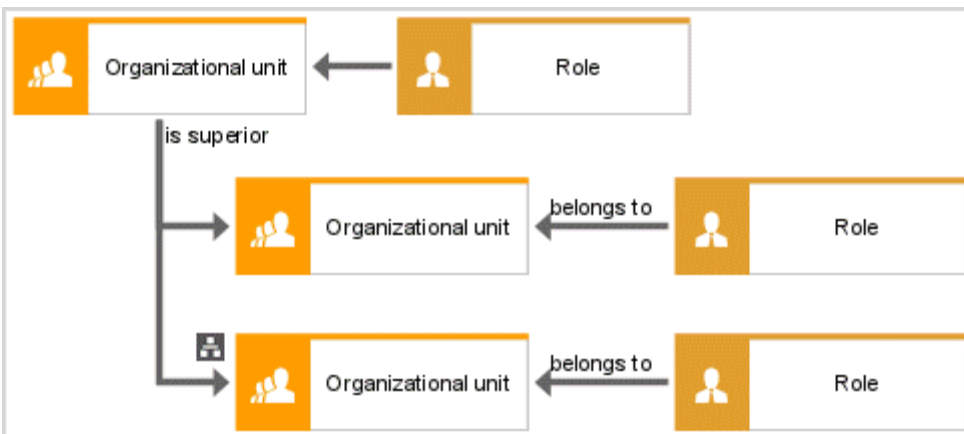 Organizational unit
Role
is superior
Organizational unit
belongs to
Role
Organizational unit
belongs to
Role